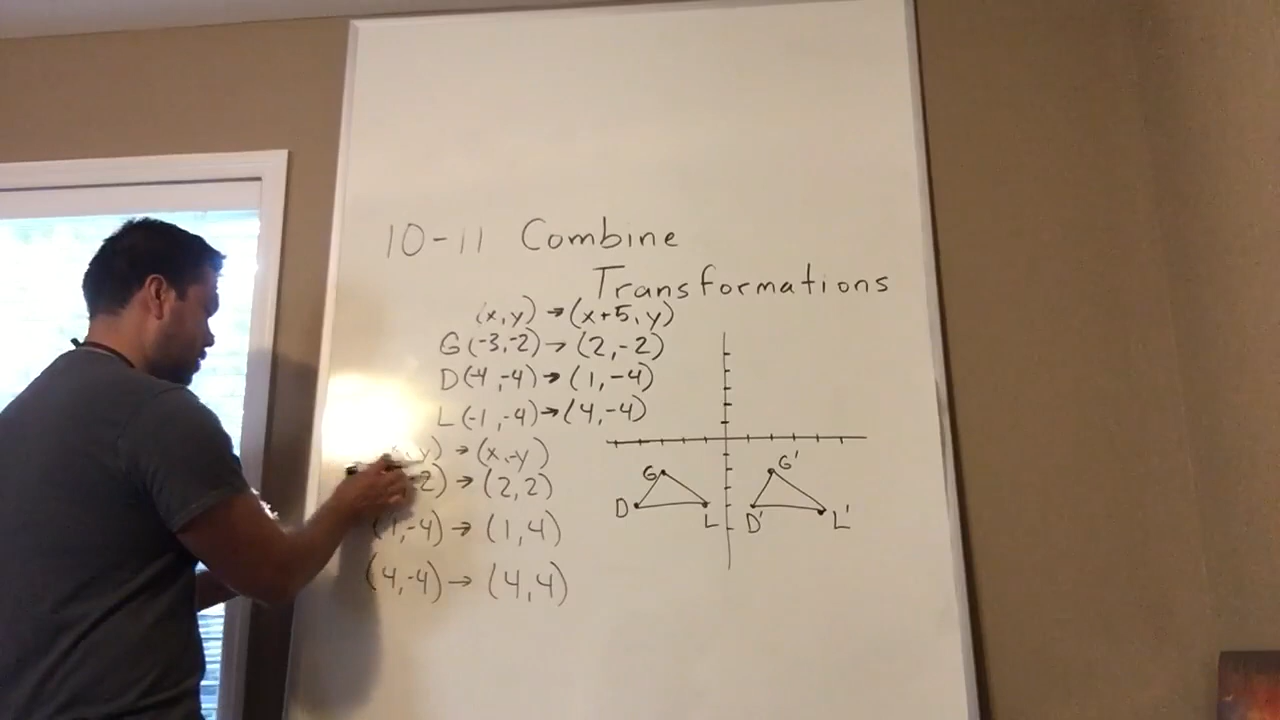 10-11 Combine
Transformations
(x,y) → (x+5, y)
G(-3,-2) → (2,-2)
D(-4,-4) → (1,-4)
L(-1,-4) → (4,-4)
y) → (x,-y)
-2) → (2,2)
(1,-4) → (1,4)
(4,-4) → (4,4)
G G'
D L D' L'